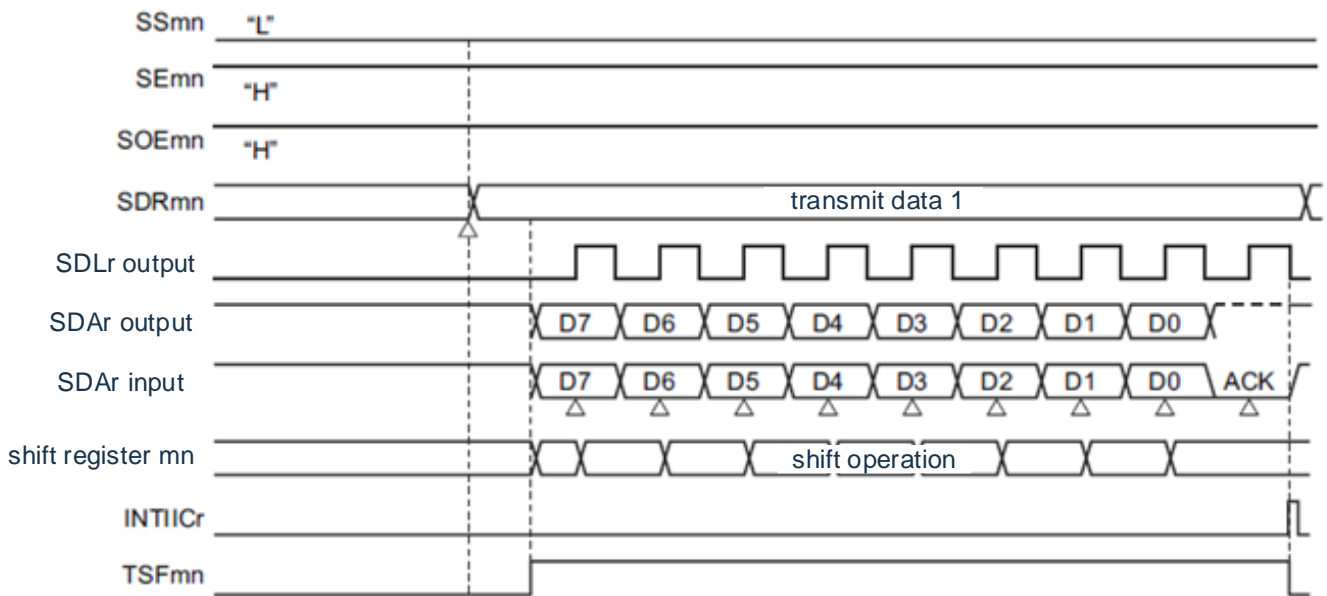 SSmn "L"
SEmn "H"
SOEmn "H"
SDRmn transmit data 1
SDLr output
SDAr output D7 D6 D5 D4 D3 D2 D1 D0
SDAr input D7 D6 D5 D4 D3 D2 D1 D0 ACK
shift register mn shift operation
INTIICr
TSFmn